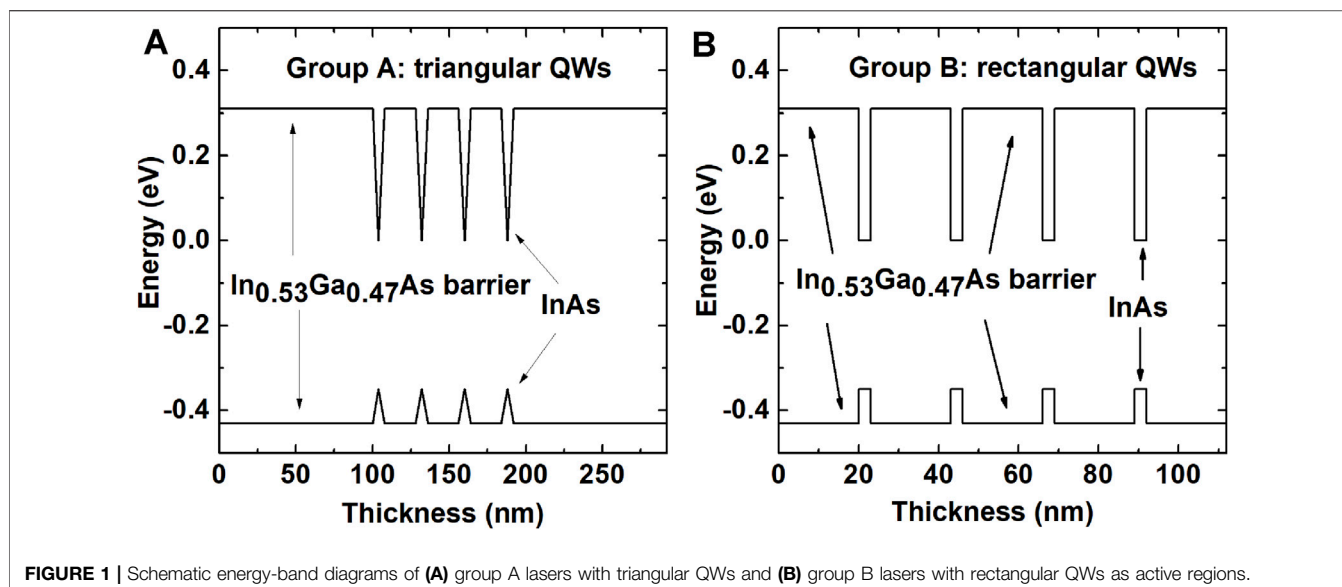 A
Group A: triangular QWs
0.4
0.2
0.0
-0.2
-0.4
Energy (eV)
In0.53Ga0.47As barrier
InAs
0 50 100 150 200 250
Thickness (nm)
B
Group B: rectangular QWs
0.4
0.2
0.0
-0.2
-0.4
Energy (eV)
In0.53Ga0.47As barrier
InAs
0 20 40 60 80 100
Thickness (nm)
FIGURE 1 | Schematic energy-band diagrams of (A) group A lasers with triangular QWs and (B) group B lasers with rectangular QWs as active regions.